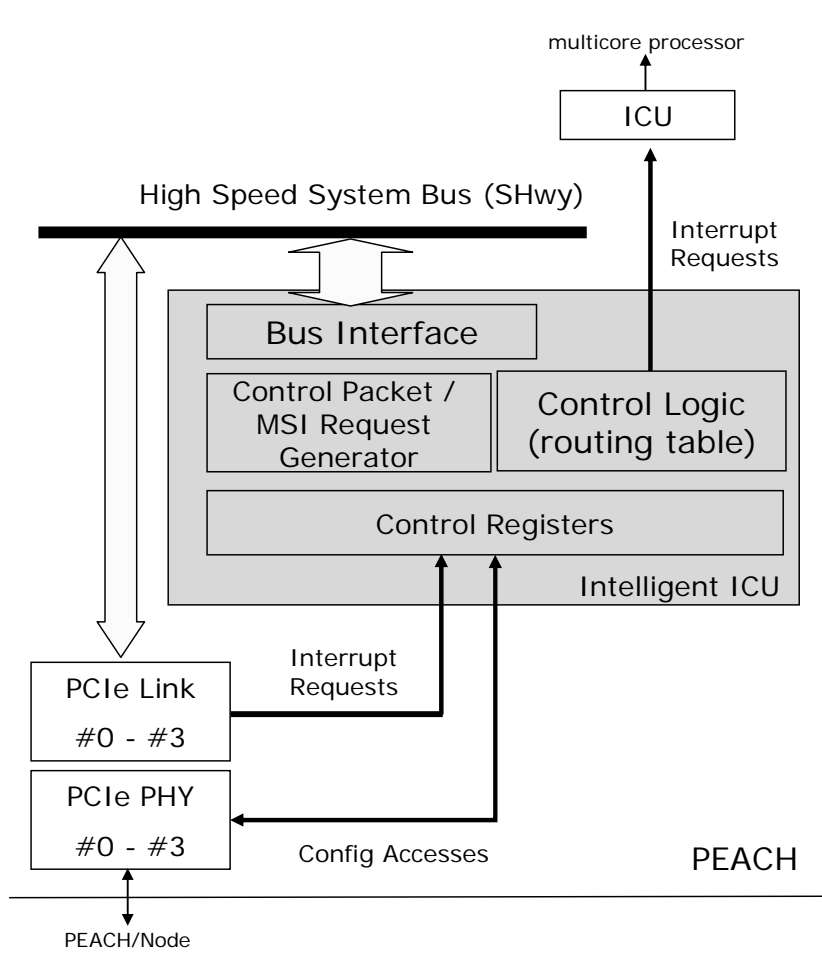 multicore processor
ICU
High Speed System Bus (SHwy)
Interrupt
Requests
Bus Interface
Control Packet /
MSI Request
Generator
Control Logic
(routing table)
Control Registers
Intelligent ICU
Interrupt
Requests
PCIe Link
#0 - #3
PCIe PHY
#0 - #3
Config Accesses
PEACH
PEACH/Node